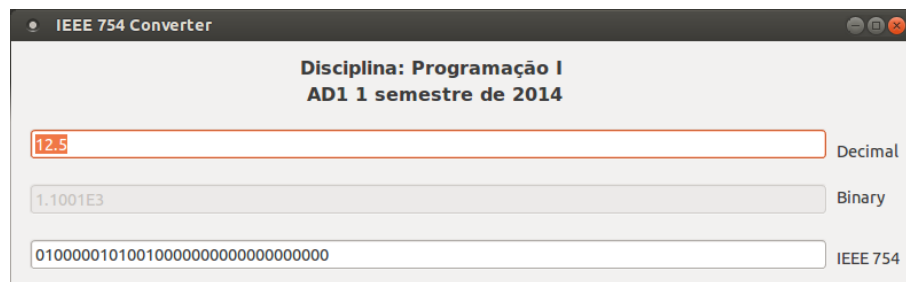 IEEE 754 Converter
Disciplina: Programação I
AD1 1 semestre de 2014
12.5
Decimal
1.1001E3
Binary
01000001010010000000000000000000
IEEE 754